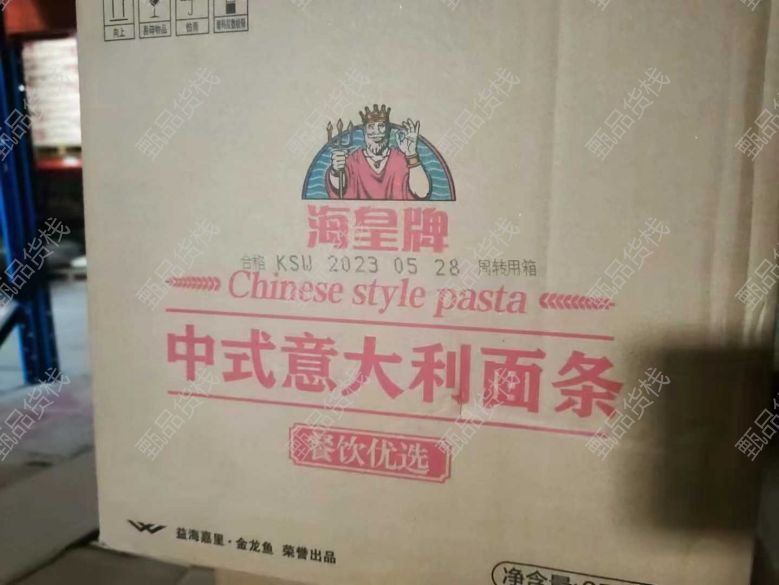 向上
易碎物品
怕雨
海皇牌
合格 KSW 2023 05 28 周转用箱
Chinese style pasta
中式意大利面条
餐饮优选
益海嘉里·金龙鱼 荣誉出品
净含量:
甄品货栈